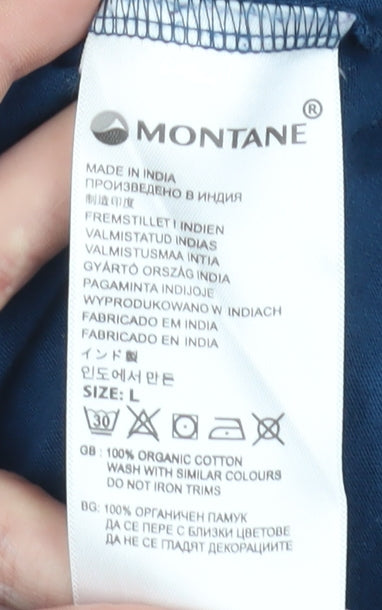 MONTANE®
MADE IN INDIA
ПРОИЗВЕДЕНО В ИНДИЯ
制造印度
FREMSTILLET I INDIEN
VALMISTATUD INDIAS
VALMISTUSMAA INTIA
GYÁRTÓ ORSZÁG INDIA
PAGAMINTA INDIJOJE
WYPRODUKOWANO W INDIACH
FABRICADO EM INDIA
FABRICADO EN INDIA
インド製
인도에서 만든
SIZE: L
30
GB : 100% ORGANIC COTTON
WASH WITH SIMILAR COLOURS
DO NOT IRON TRIMS
BG: 100% ОРГАНИЧЕН ПАМУК
ДА СЕ ПЕРЕ С БЛИЗКИ ЦВЕТОВЕ
ДА НЕ СЕ ГЛАДЯТ ДЕКОРАЦИИТЕ